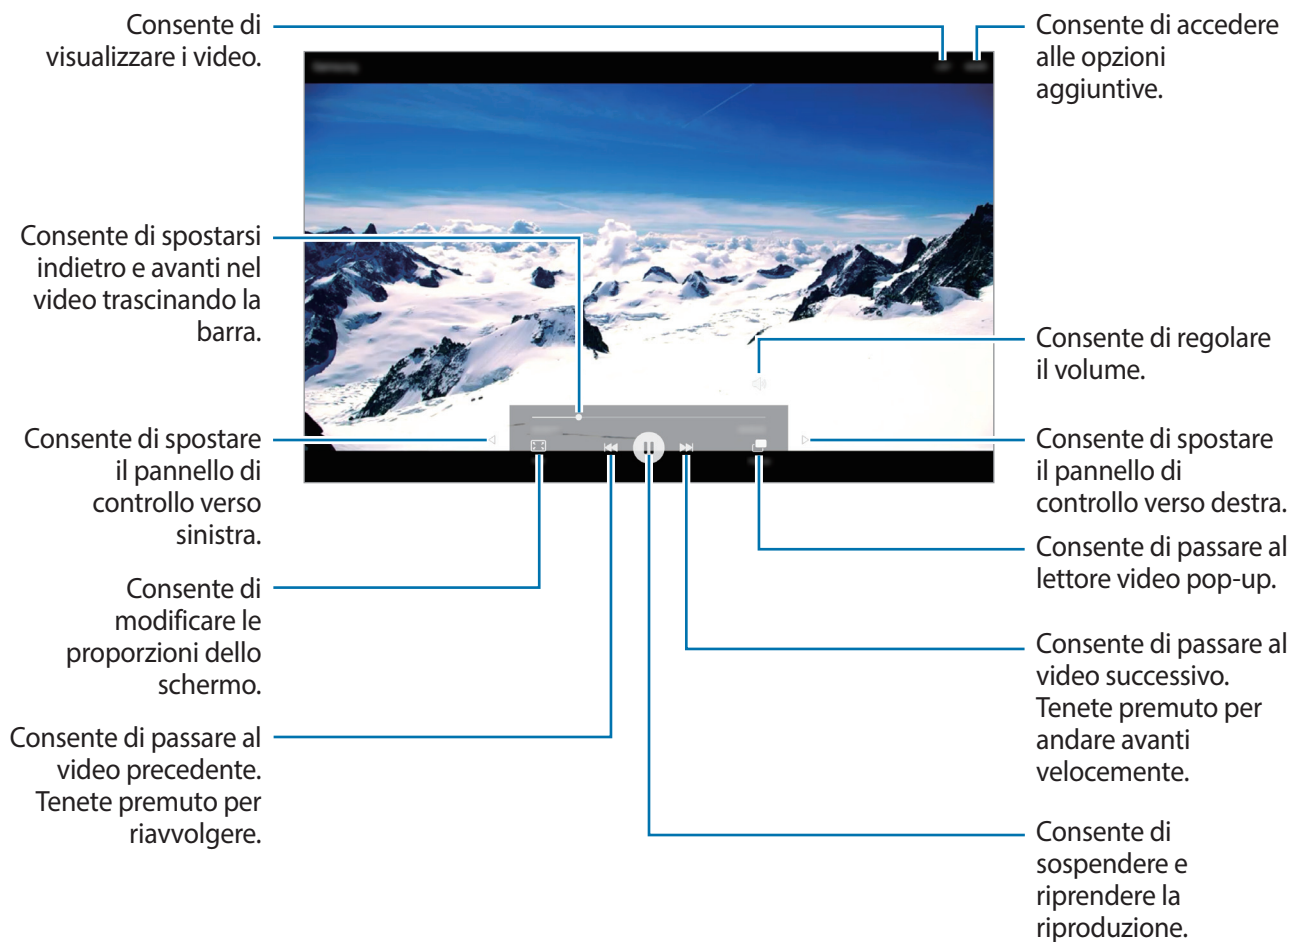 Consente di
visualizzare i video.
Consente di accedere
alle opzioni
aggiuntive.
Samsung
Consente di spostarsi
indietro e avanti nel
video trascinando la
barra.
Consente di regolare
il volume.
Consente di spostare
il pannello di
controllo verso
sinistra.
Consente di spostare
il pannello di
controllo verso destra.
Consente di passare al
lettore video pop-up.
Consente di
modificare le
proporzioni dello
schermo.
Consente di passare al
video successivo.
Tenete premuto per
andare avanti
velocemente.
Consente di passare al
video precedente.
Tenete premuto per
riavvolgere.
Consente di
sospendere e
riprendere la
riproduzione.